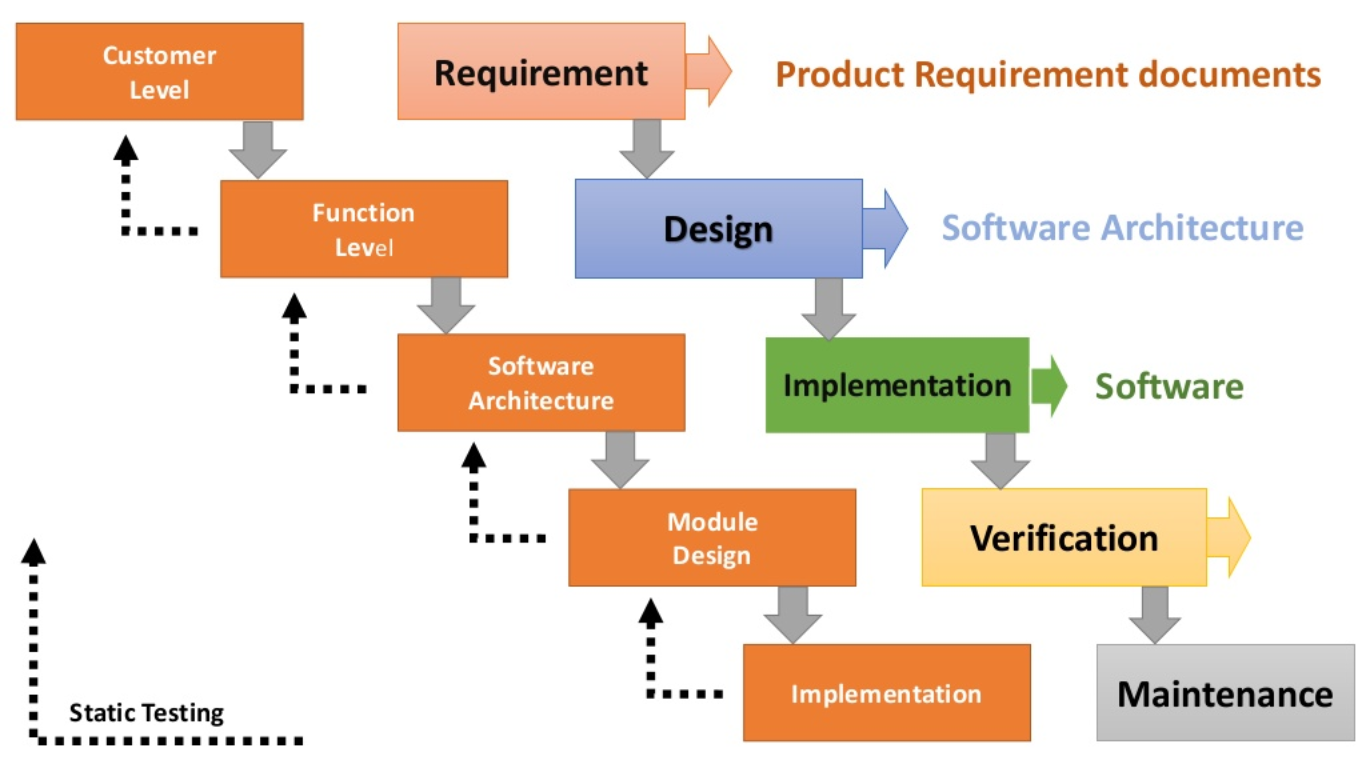 Customer
Level
Requirement
Product Requirement documents
Function
Level
Design
Software Architecture
Software
Architecture
Implementation
Software
Module
Design
Verification
Static Testing
Implementation
Maintenance